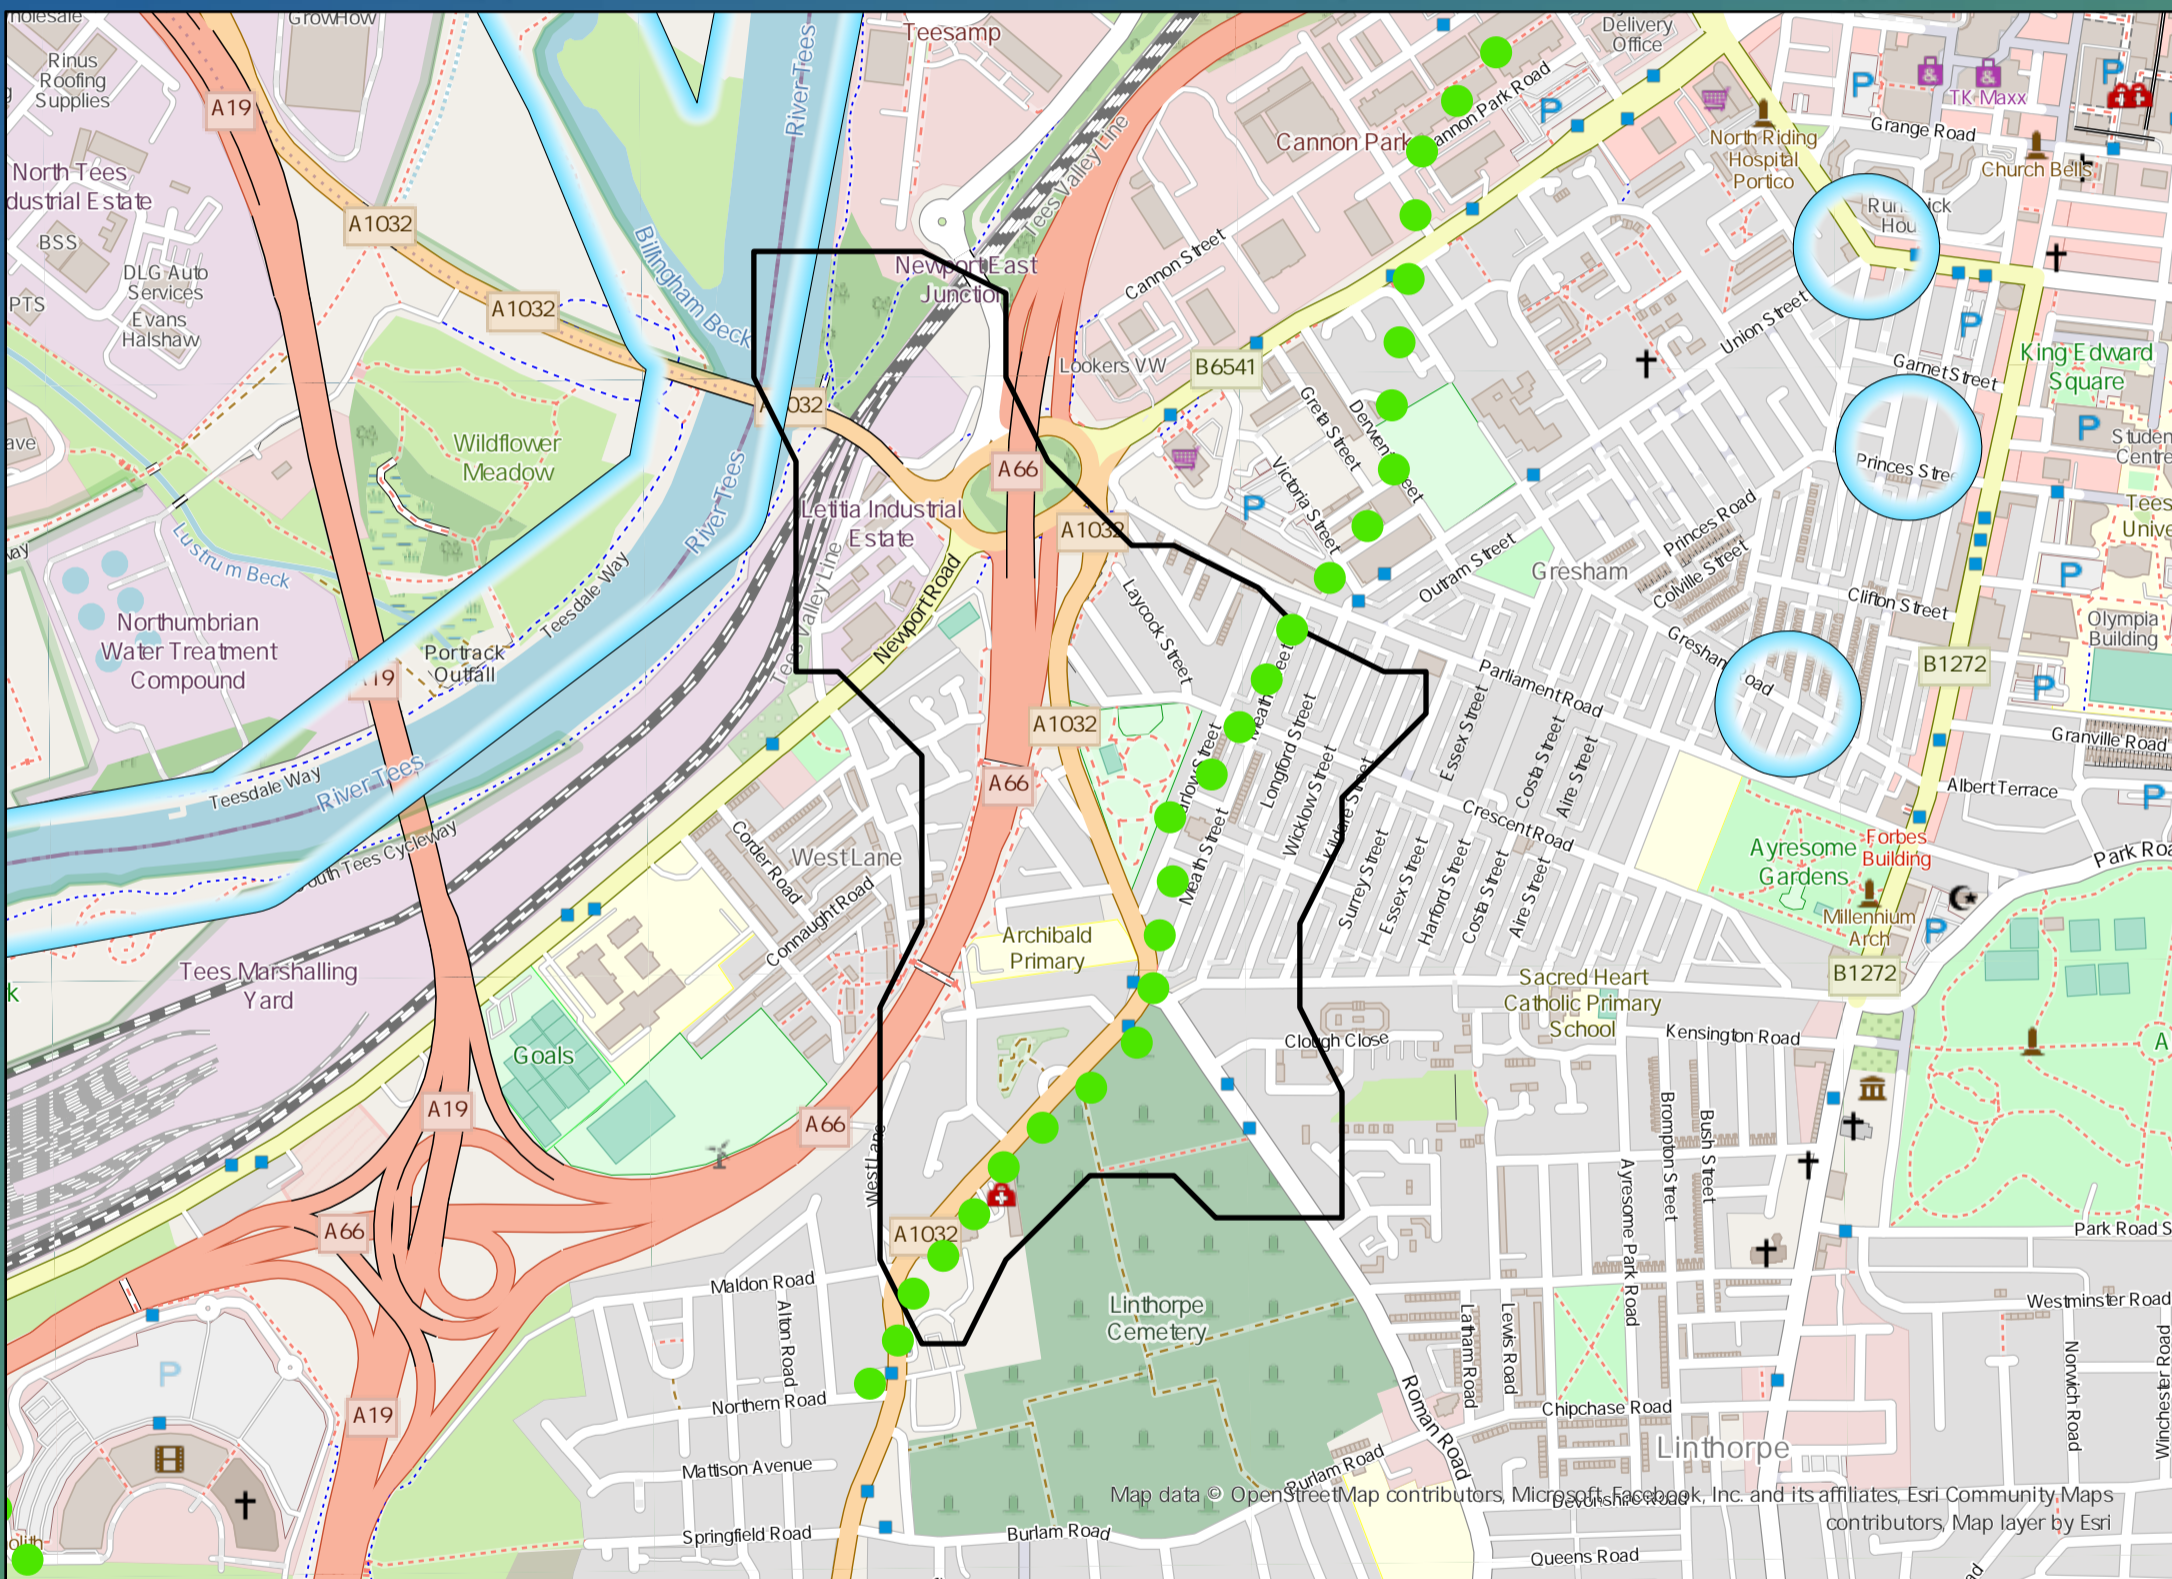 GrowHow
Teesamp
Delivery
Office
Rinus
Roofing
Supplies
A19
River Tees
Tees Valley Line
Cannon Park Road
TK Maxx
Grange Road
Cannon Park
North Riding
Hospital
Portico
Church Bells
North Tees
dustrial Estate
BSS
A1032
DLG Auto
Services
PTS
Evans
Halshaw
A1032
Billingham Beck
Newport East
Junction
Cannon Street
Union Street
Lookers VW
B6541
Garnet Street
King Edward
Square
A1032
Wildflower
Meadow
Greta Street
Victoria Street
A66
Letitia Industrial
Estate
A1032
Lustrum Beck
River Tees
Teesdale Way
Newport Road
Tees Valley Line
Laycock Street
Outram Street
Gresham
Princes Road
Colville Street
Clifton Street
Olympia
Building
Northumbrian
Water Treatment
Compound
Portrack
Outfall
Parliament Road
B1272
A1032
Longford Street
Wicklow Street
Kildare Street
Essex Street
Costa Street
Aire Street
Granville Road
Teesdale Way
River Tees
A66
Albert Terrace
South Tees Cycleway
Corder Road
West Lane
Connaught Road
Meath Street
Crescent Road
Surrey Street
Essex Street
Harford Street
Costa Street
Aire Street
Ayresome
Gardens
Forbes
Building
Millennium
Arch
Archibald
Primary
Tees Marshalling
Yard
Sacred Heart
Catholic Primary
School
B1272
Goals
Clough Close
Kensington Road
A19
A66
West Lane
Brompton Street
Bush Street
Ayresome Park Road
A66
A1032
Park Road S
Maldon Road
Alton Road
Linthorpe
Cemetery
Latham Road
Lewis Road
Westminster Road
Norwich Road
Winchester Road
A19
Northern Road
Roman Road
Chipchase Road
Linthorpe
Mattison Avenue
Burlam Road
Devonshire Road
Map data © OpenStreetMap contributors, Microsoft, Facebook, Inc. and its affiliates, Esri Community Maps
contributors, Map layer by Esri
Springfield Road
Burlam Road
Queens Road